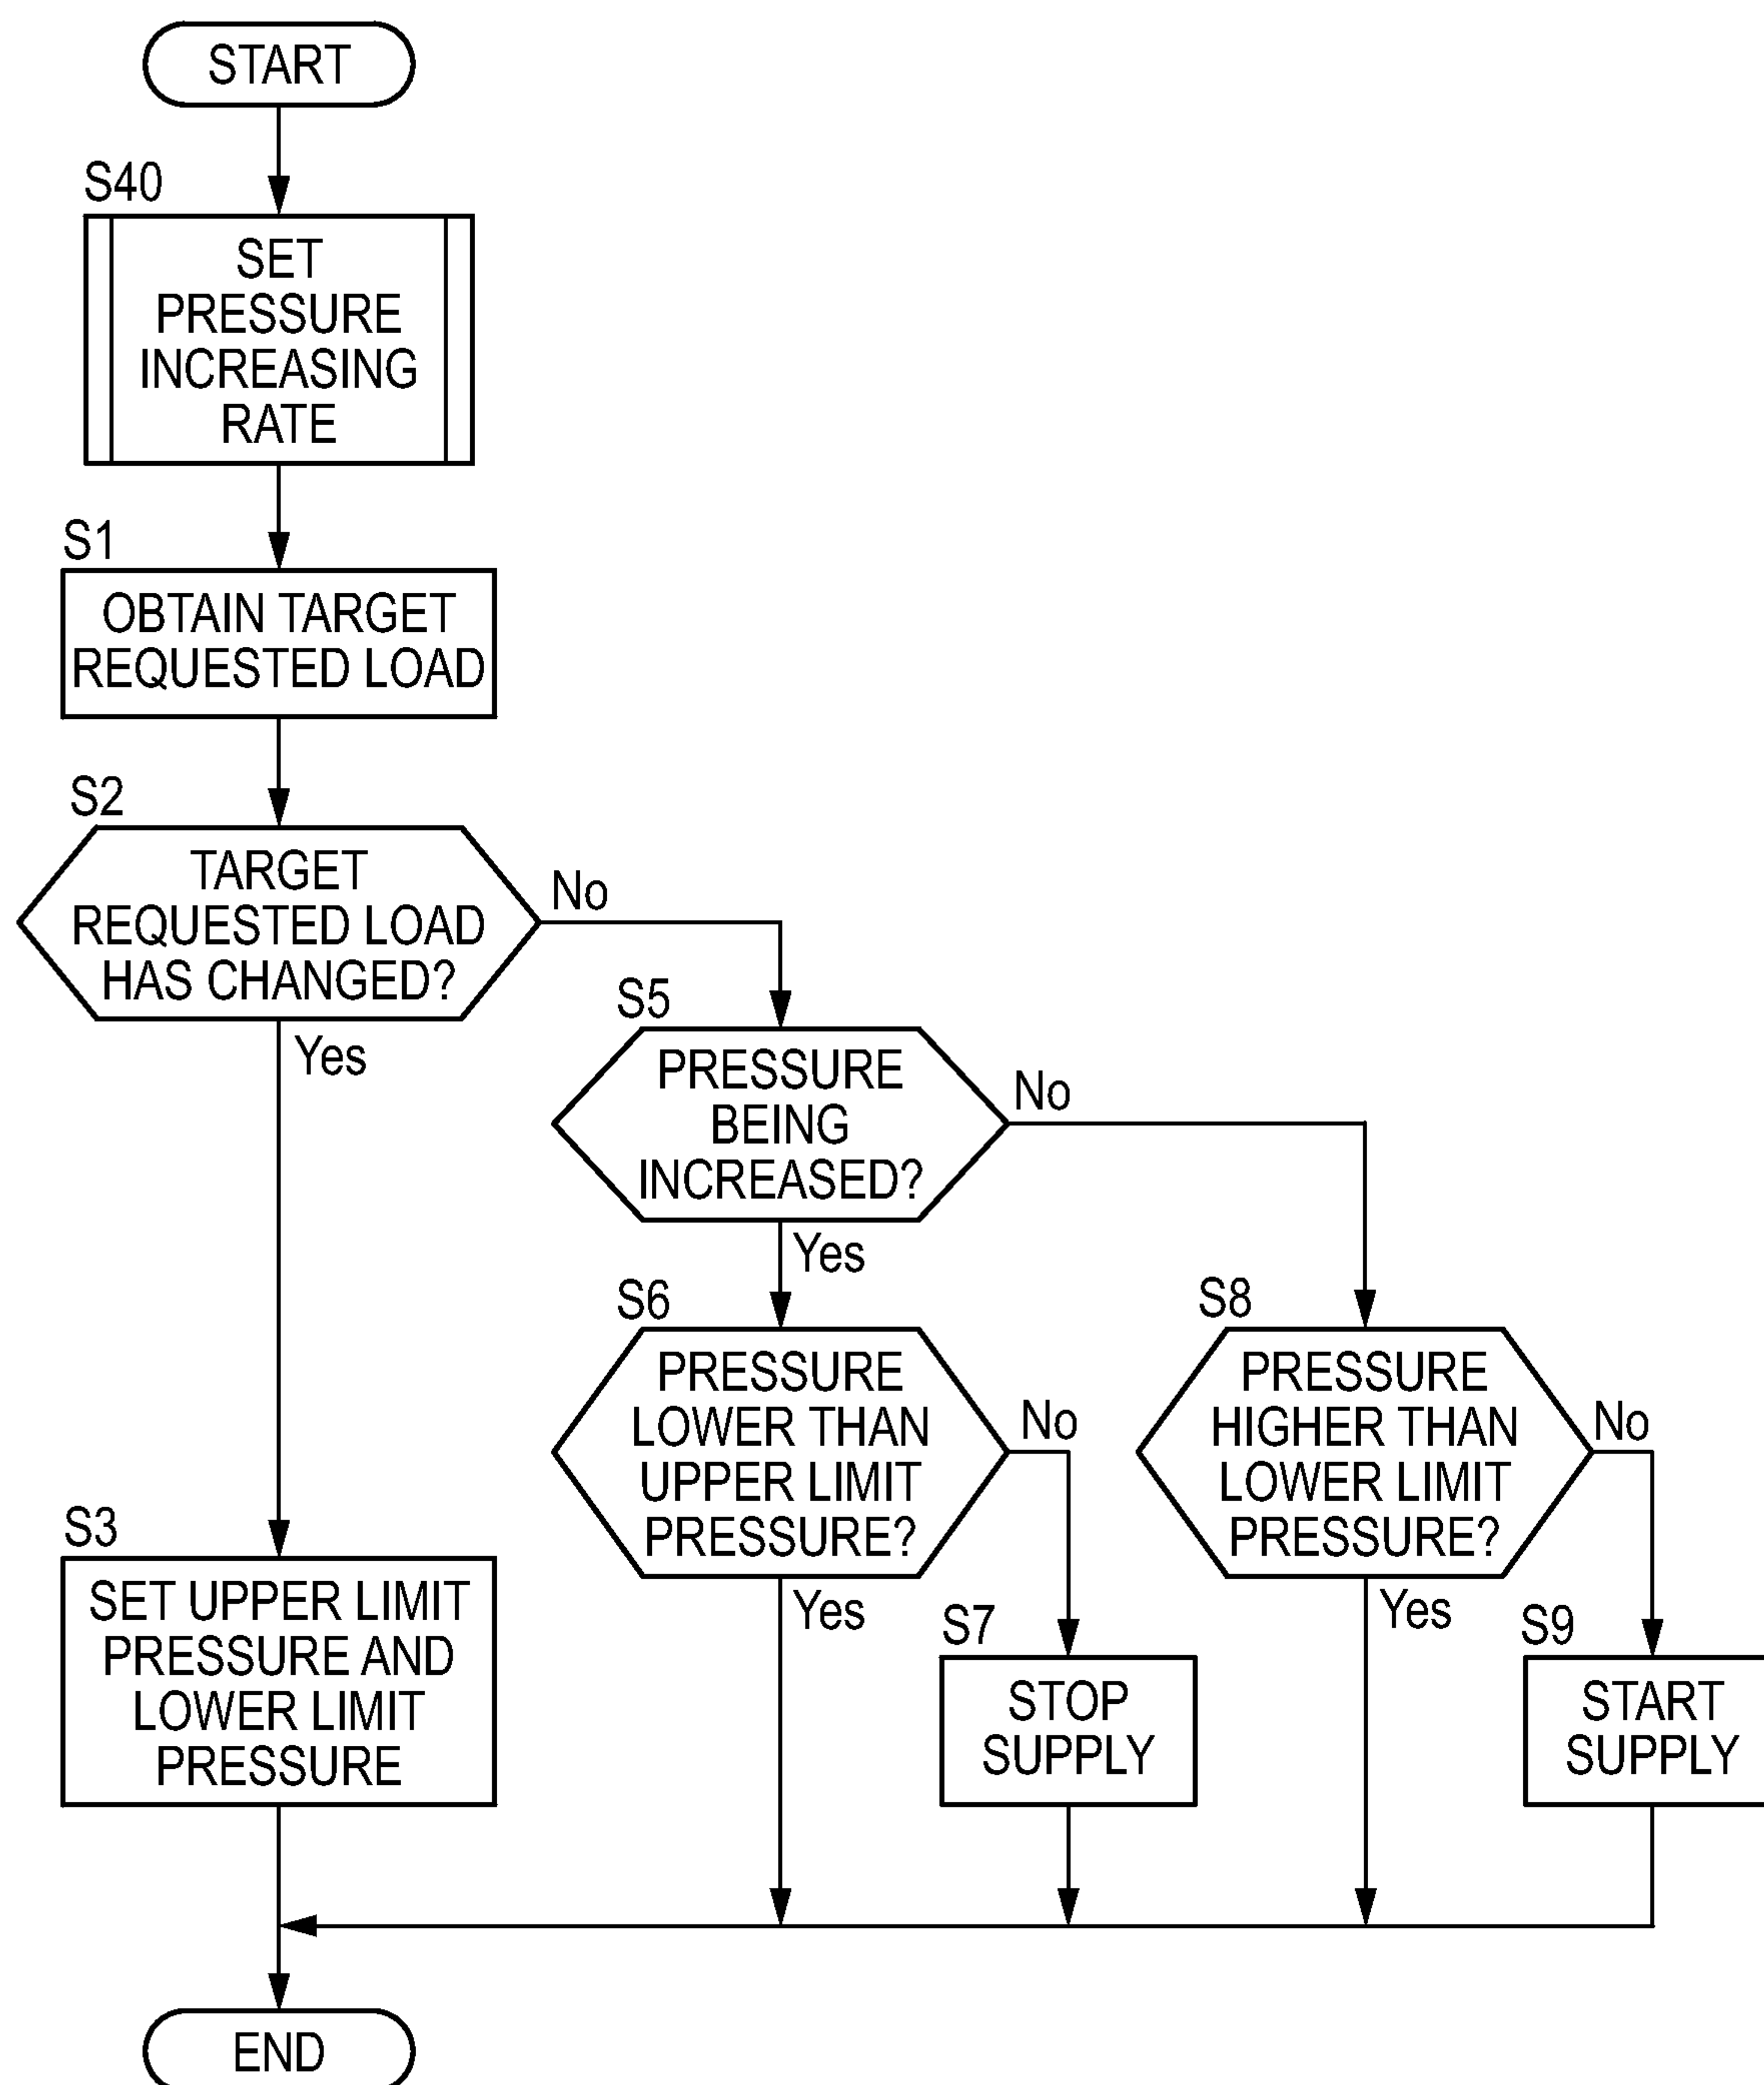 START
S40
SET
PRESSURE
INCREASING
RATE
S1
OBTAIN TARGET
REQUESTED LOAD
S2
TARGET
REQUESTED LOAD
HAS CHANGED?
No
Yes
S5
PRESSURE
BEING
INCREASED?
No
Yes
S6
PRESSURE
LOWER THAN
UPPER LIMIT
PRESSURE?
No
Yes
S7
STOP
SUPPLY
S8
PRESSURE
HIGHER THAN
LOWER LIMIT
PRESSURE?
No
Yes
S9
START
SUPPLY
S3
SET UPPER LIMIT
PRESSURE AND
LOWER LIMIT
PRESSURE
END